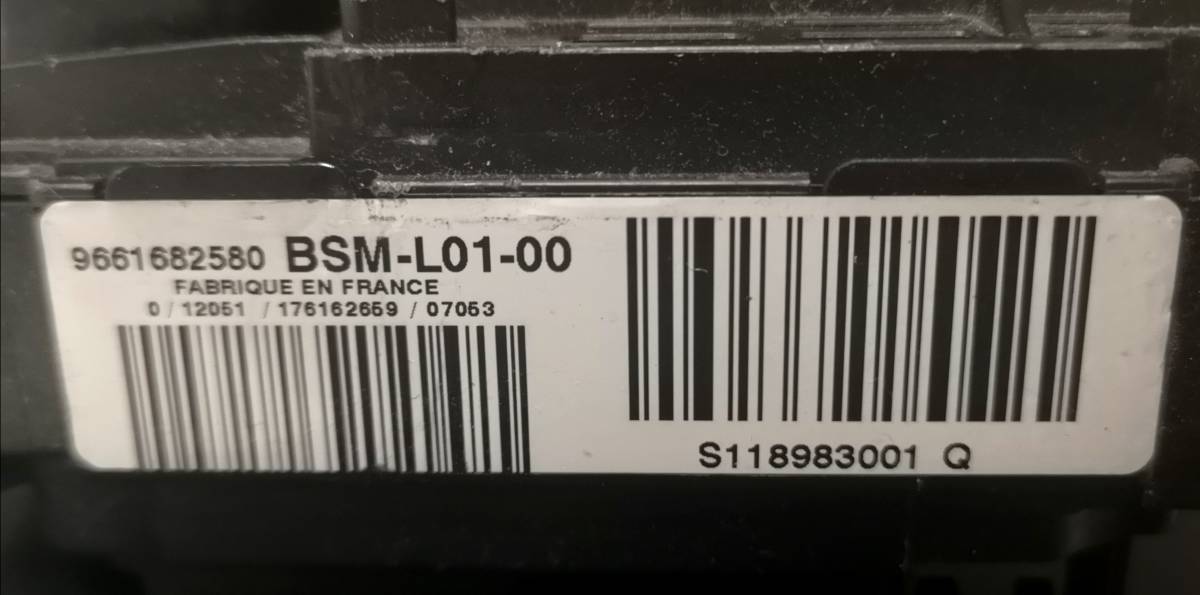 9661682580 BSM-L01-00
FABRIQUE EN FRANCE
0 / 12051 / 176162659 / 07053
S118983001 Q